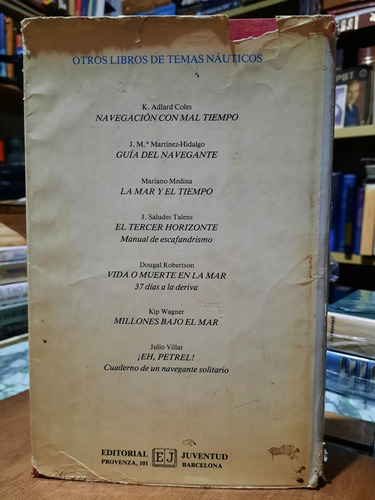 OTROS LIBROS DE TEMAS NÁUTICOS
K. Adlard Coles
NAVEGACIÓN CON MAL TIEMPO
J. M.ª Martínez-Hidalgo
GUÍA DEL NAVEGANTE
Mariano Medina
LA MAR Y EL TIEMPO
J. Saludes Talens
EL TERCER HORIZONTE
Manual de escafandrismo
Dougal Robertson
VIDA O MUERTE EN LA MAR
37 días a la deriva
Kip Wagner
MILLONES BAJO EL MAR
Julio Villar
¡EH, PETREL!
Cuaderno de un navegante solitario
EDITORIAL EJ JUVENTUD
PROVENZA, 101 BARCELONA
PBT